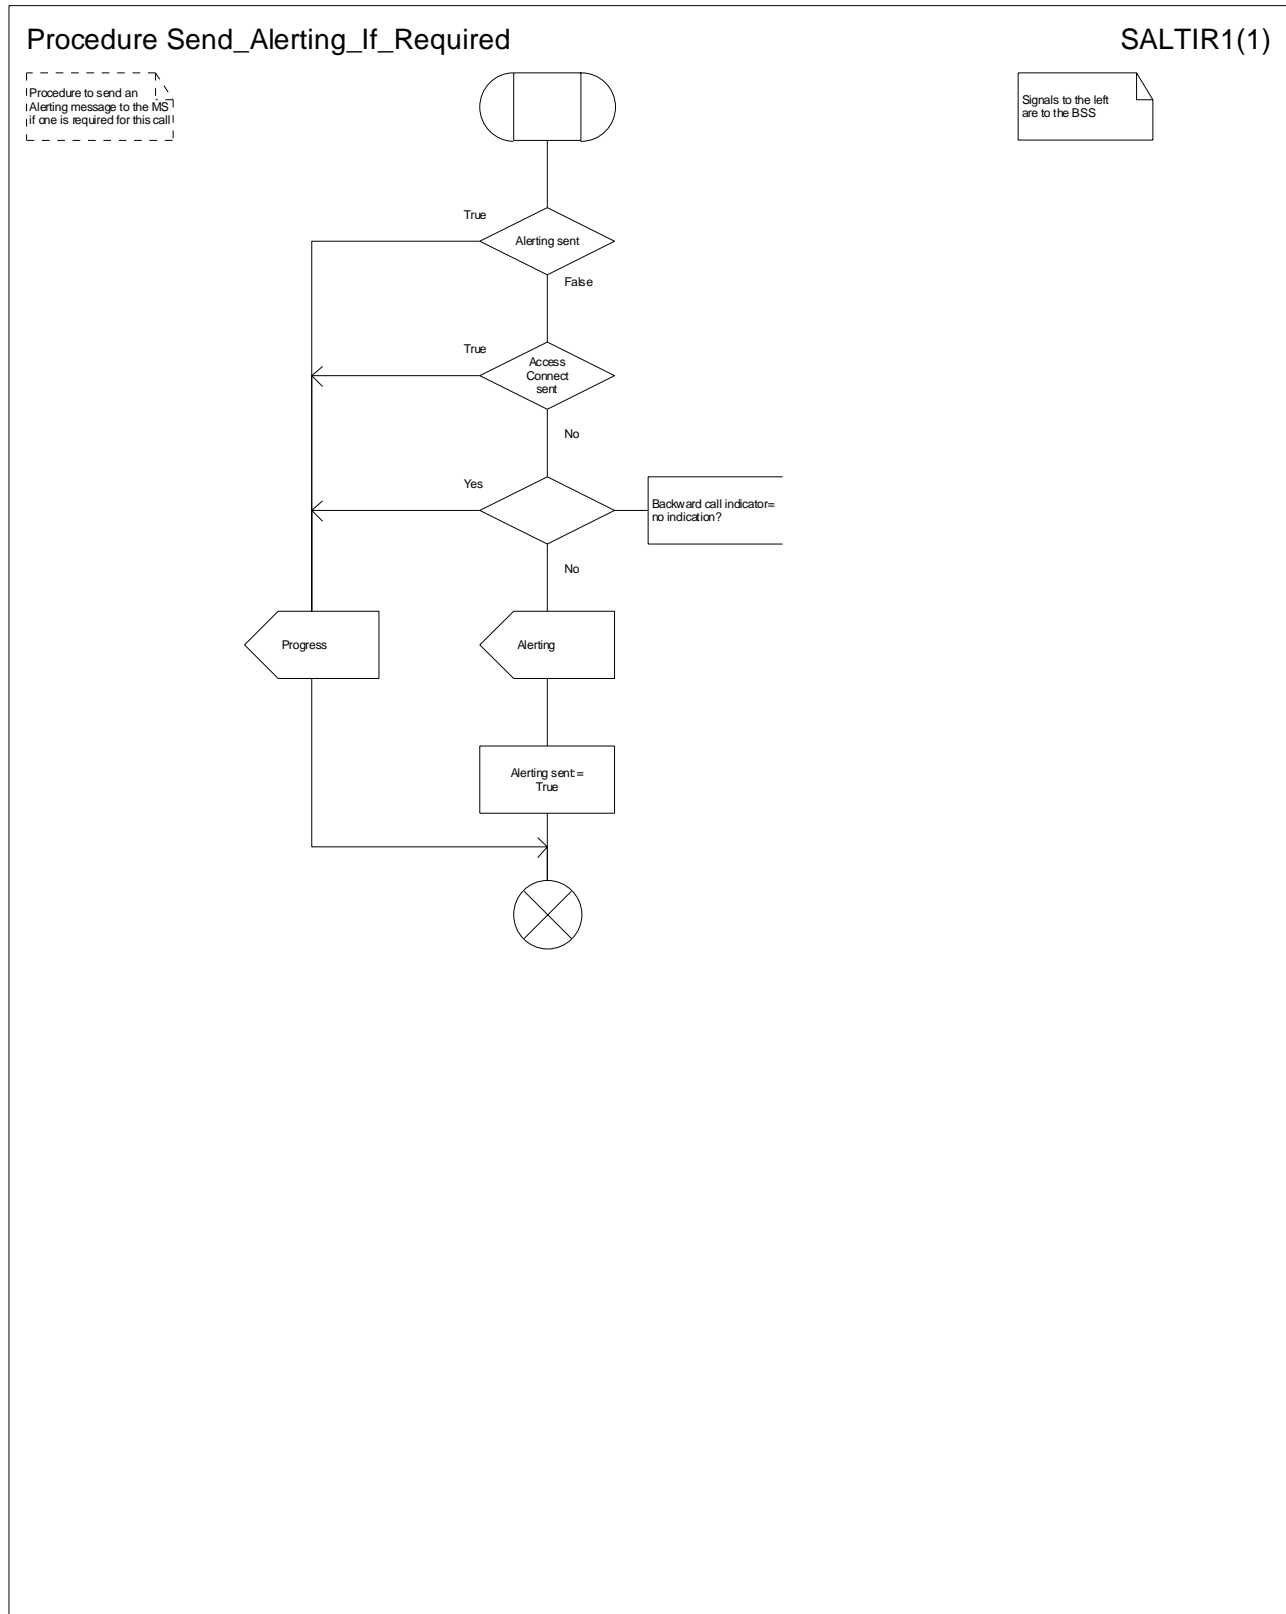 Procedure Send_Alerting_If_Required
SALTIR1(1)
Procedure to send an
Alerting message to the MS
if one is required for this call
Signals to the left
are to the BSS
True
Alerting sent
False
True
Access
Connect
sent
No
Yes
Backward call indicator=
no indication?
No
Progress
Alerting
Alerting sent:=
True